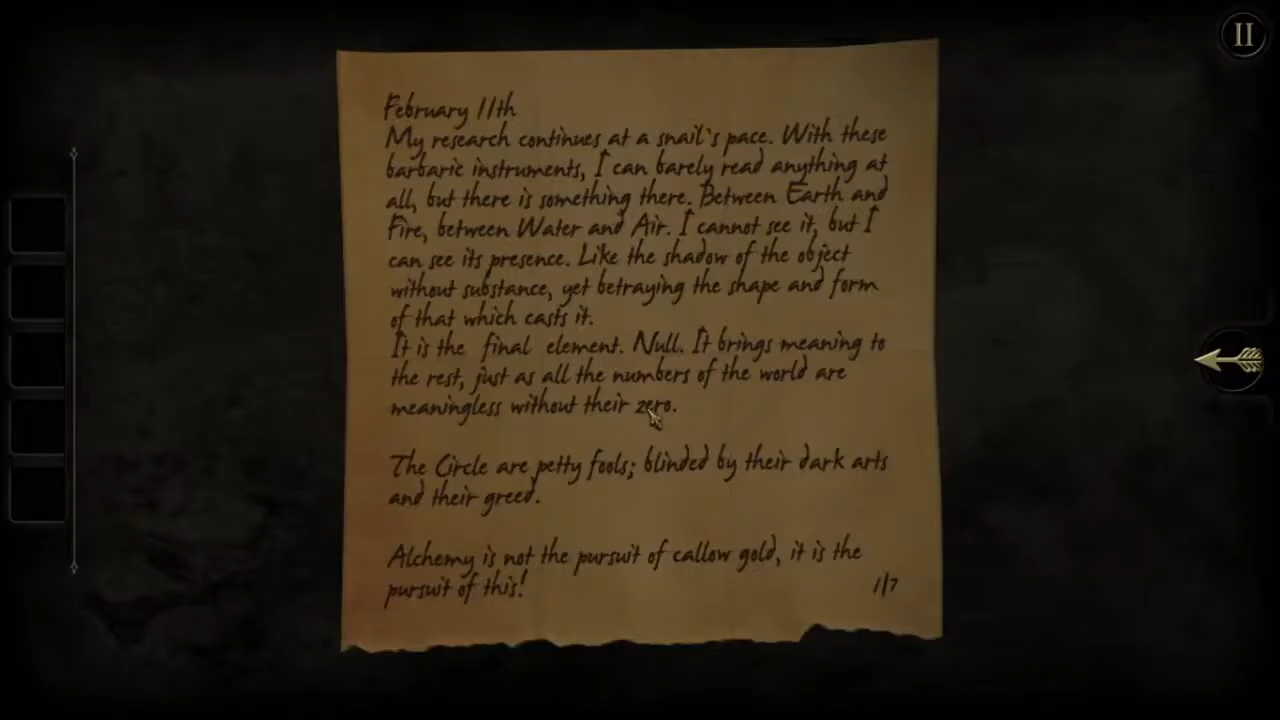 II
February 11th
My research continues at a snail's pace. With these
barbaric instruments, I can barely read anything at
all, but there is something there. Between Earth and
Fire, between Water and Air. I cannot see it, but I
can see its presence. Like the shadow of the object
without substance, yet betraying the shape and form
of that which casts it.
It is the final element. Null. It brings meaning to
the rest, just as all the numbers of the world are
meaningless without their zero.
The Circle are petty fools; blinded by their dark arts
and their greed.
Alchemy is not the pursuit of callow gold, it is the
pursuit of this!
1/7